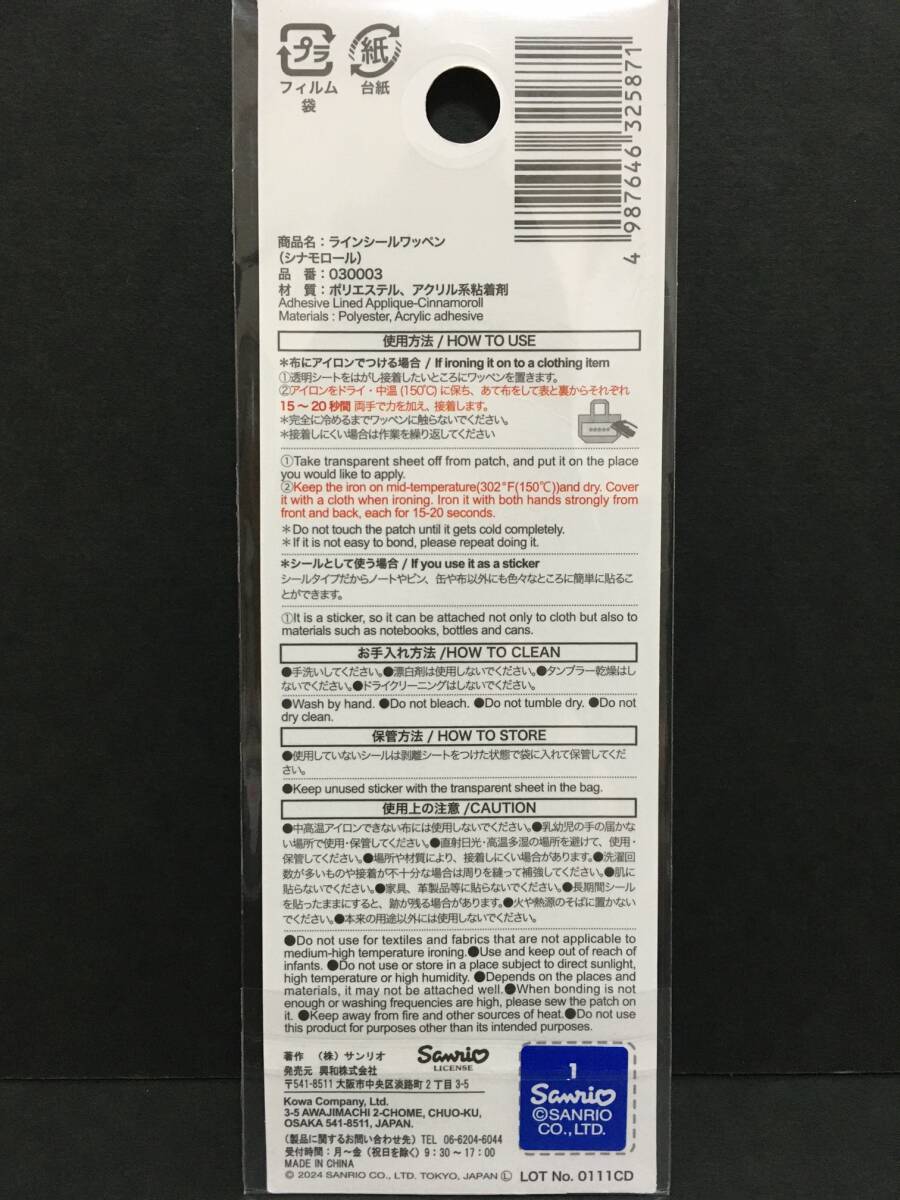 プラ 紙
フィルム 台紙
袋
4 987646 325871
商品名：ラインシールワッペン
(シナモロール)
品 番：030003
材 質：ポリエステル、アクリル系粘着剤
Adhesive Lined Applique-Cinnamoroll
Materials : Polyester, Acrylic adhesive
使用方法 / HOW TO USE
＊布にアイロンでつける場合 / If ironing it on to a clothing item
①透明シートをはがし接着したいところにワッペンを置きます。
②アイロンをドライ・中温(150℃)に保ち、あて布をして表と裏からそれぞれ
15～20秒間 両手で力を加え、接着します。
＊完全に冷めるまでワッペンに触らないでください。
＊接着しにくい場合は作業を繰り返してください
①Take transparent sheet off from patch, and put it on the place
you would like to apply.
②Keep the iron on mid-temperature(302°F(150℃))and dry. Cover
it with a cloth when ironing. Iron it with both hands strongly from
front and back, each for 15-20 seconds.
＊Do not touch the patch until it gets cold completely.
＊If it is not easy to bond, please repeat doing it.
＊シールとして使う場合 / If you use it as a sticker
シールタイプだからノートやビン、缶や布以外にも色々なところに簡単に貼るこ
とができます。
①It is a sticker, so it can be attached not only to cloth but also to
materials such as notebooks, bottles and cans.
お手入れ方法 /HOW TO CLEAN
●手洗いしてください。●漂白剤は使用しないでください。●タンブラー乾燥はし
ないでください。●ドライクリーニングはしないでください。
●Wash by hand. ●Do not bleach. ●Do not tumble dry. ●Do not
dry clean.
保管方法 / HOW TO STORE
●使用していないシールは剥離シートをつけた状態で袋に入れて保管してくだ
さい。
●Keep unused sticker with the transparent sheet in the bag.
使用上の注意 /CAUTION
●中高温アイロンできない布には使用しないでください。●乳幼児の手の届かな
い場所で使用・保管してください。●直射日光・高温多湿の場所を避けて、使用・
保管してください。●場所や材質により、接着しにくい場合があります。●洗濯回
数が多いものや接着が不十分な場合は周りを縫って補強してください。●肌に
貼らないでください。●家具、革製品等に貼らないでください。●長期間シール
を貼ったままにすると、跡が残る場合があります。●火や熱源のそばに置かない
でください。●本来の用途以外には使用しないでください。
●Do not use for textiles and fabrics that are not applicable to
medium-high temperature ironing.●Use and keep out of reach of
infants. ●Do not use or store in a place subject to direct sunlight,
high temperature or high humidity. ●Depends on the places and
materials, it may not be attached well.●When bonding is not
enough or washing frequencies are high, please sew the patch on
it. ●Keep away from fire and other sources of heat.●Do not use
this product for purposes other than its intended purposes.
著作 （株）サンリオ
Sanrio
LICENSE
発売元 興和株式会社
〒541-8511 大阪市中央区淡路町2丁目3-5
Kowa Company, Ltd.
3-5 AWAJIMACHI 2-CHOME, CHUO-KU,
OSAKA 541-8511, JAPAN.
(製品に関するお問い合わせ先) TEL 06-6204-6044
受付時間：月～金（祝日を除く）9：30～17：00
MADE IN CHINA
© 2024 SANRIO CO., LTD. TOKYO, JAPAN Ⓛ LOT No. 0111CD
1
Sanrio
©SANRIO
CO.,LTD.